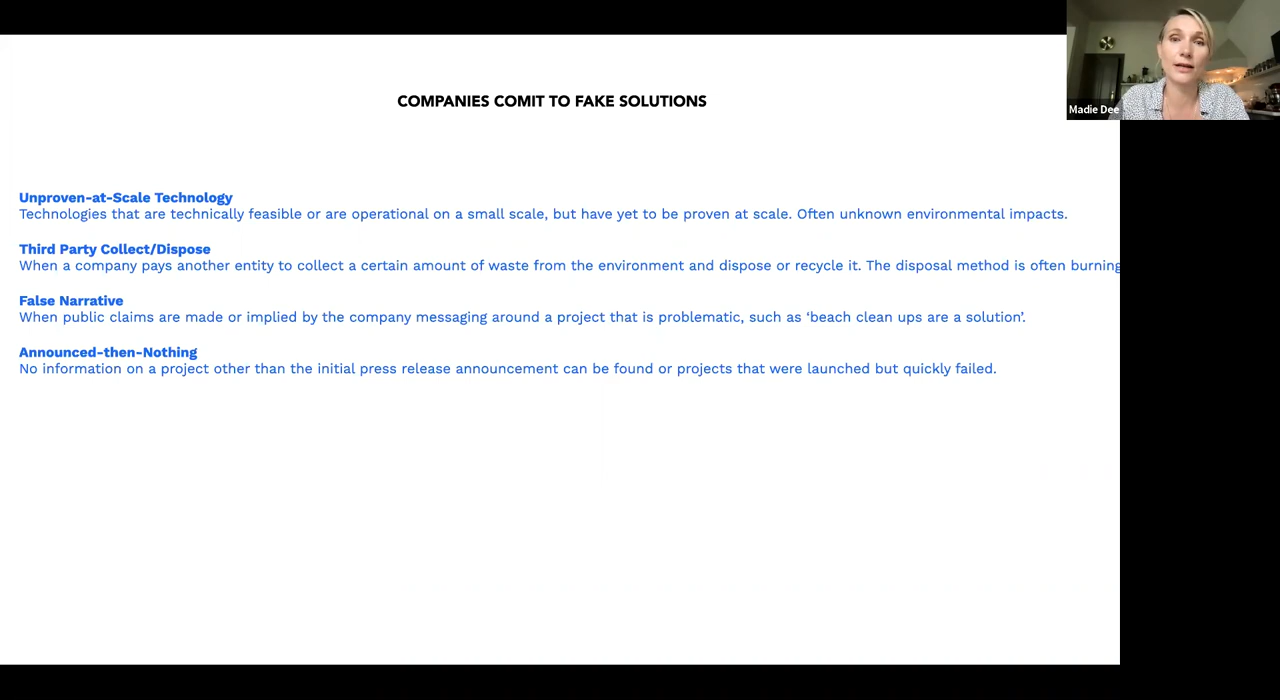 COMPANIES COMIT TO FAKE SOLUTIONS
Madie Dee
Unproven-at-Scale Technology
Technologies that are technically feasible or are operational on a small scale, but have yet to be proven at scale. Often unknown environmental impacts.
Third Party Collect/Dispose
When a company pays another entity to collect a certain amount of waste from the environment and dispose or recycle it. The disposal method is often burning
False Narrative
When public claims are made or implied by the company messaging around a project that is problematic, such as ‘beach clean ups are a solution’.
Announced-then-Nothing
No information on a project other than the initial press release announcement can be found or projects that were launched but quickly failed.